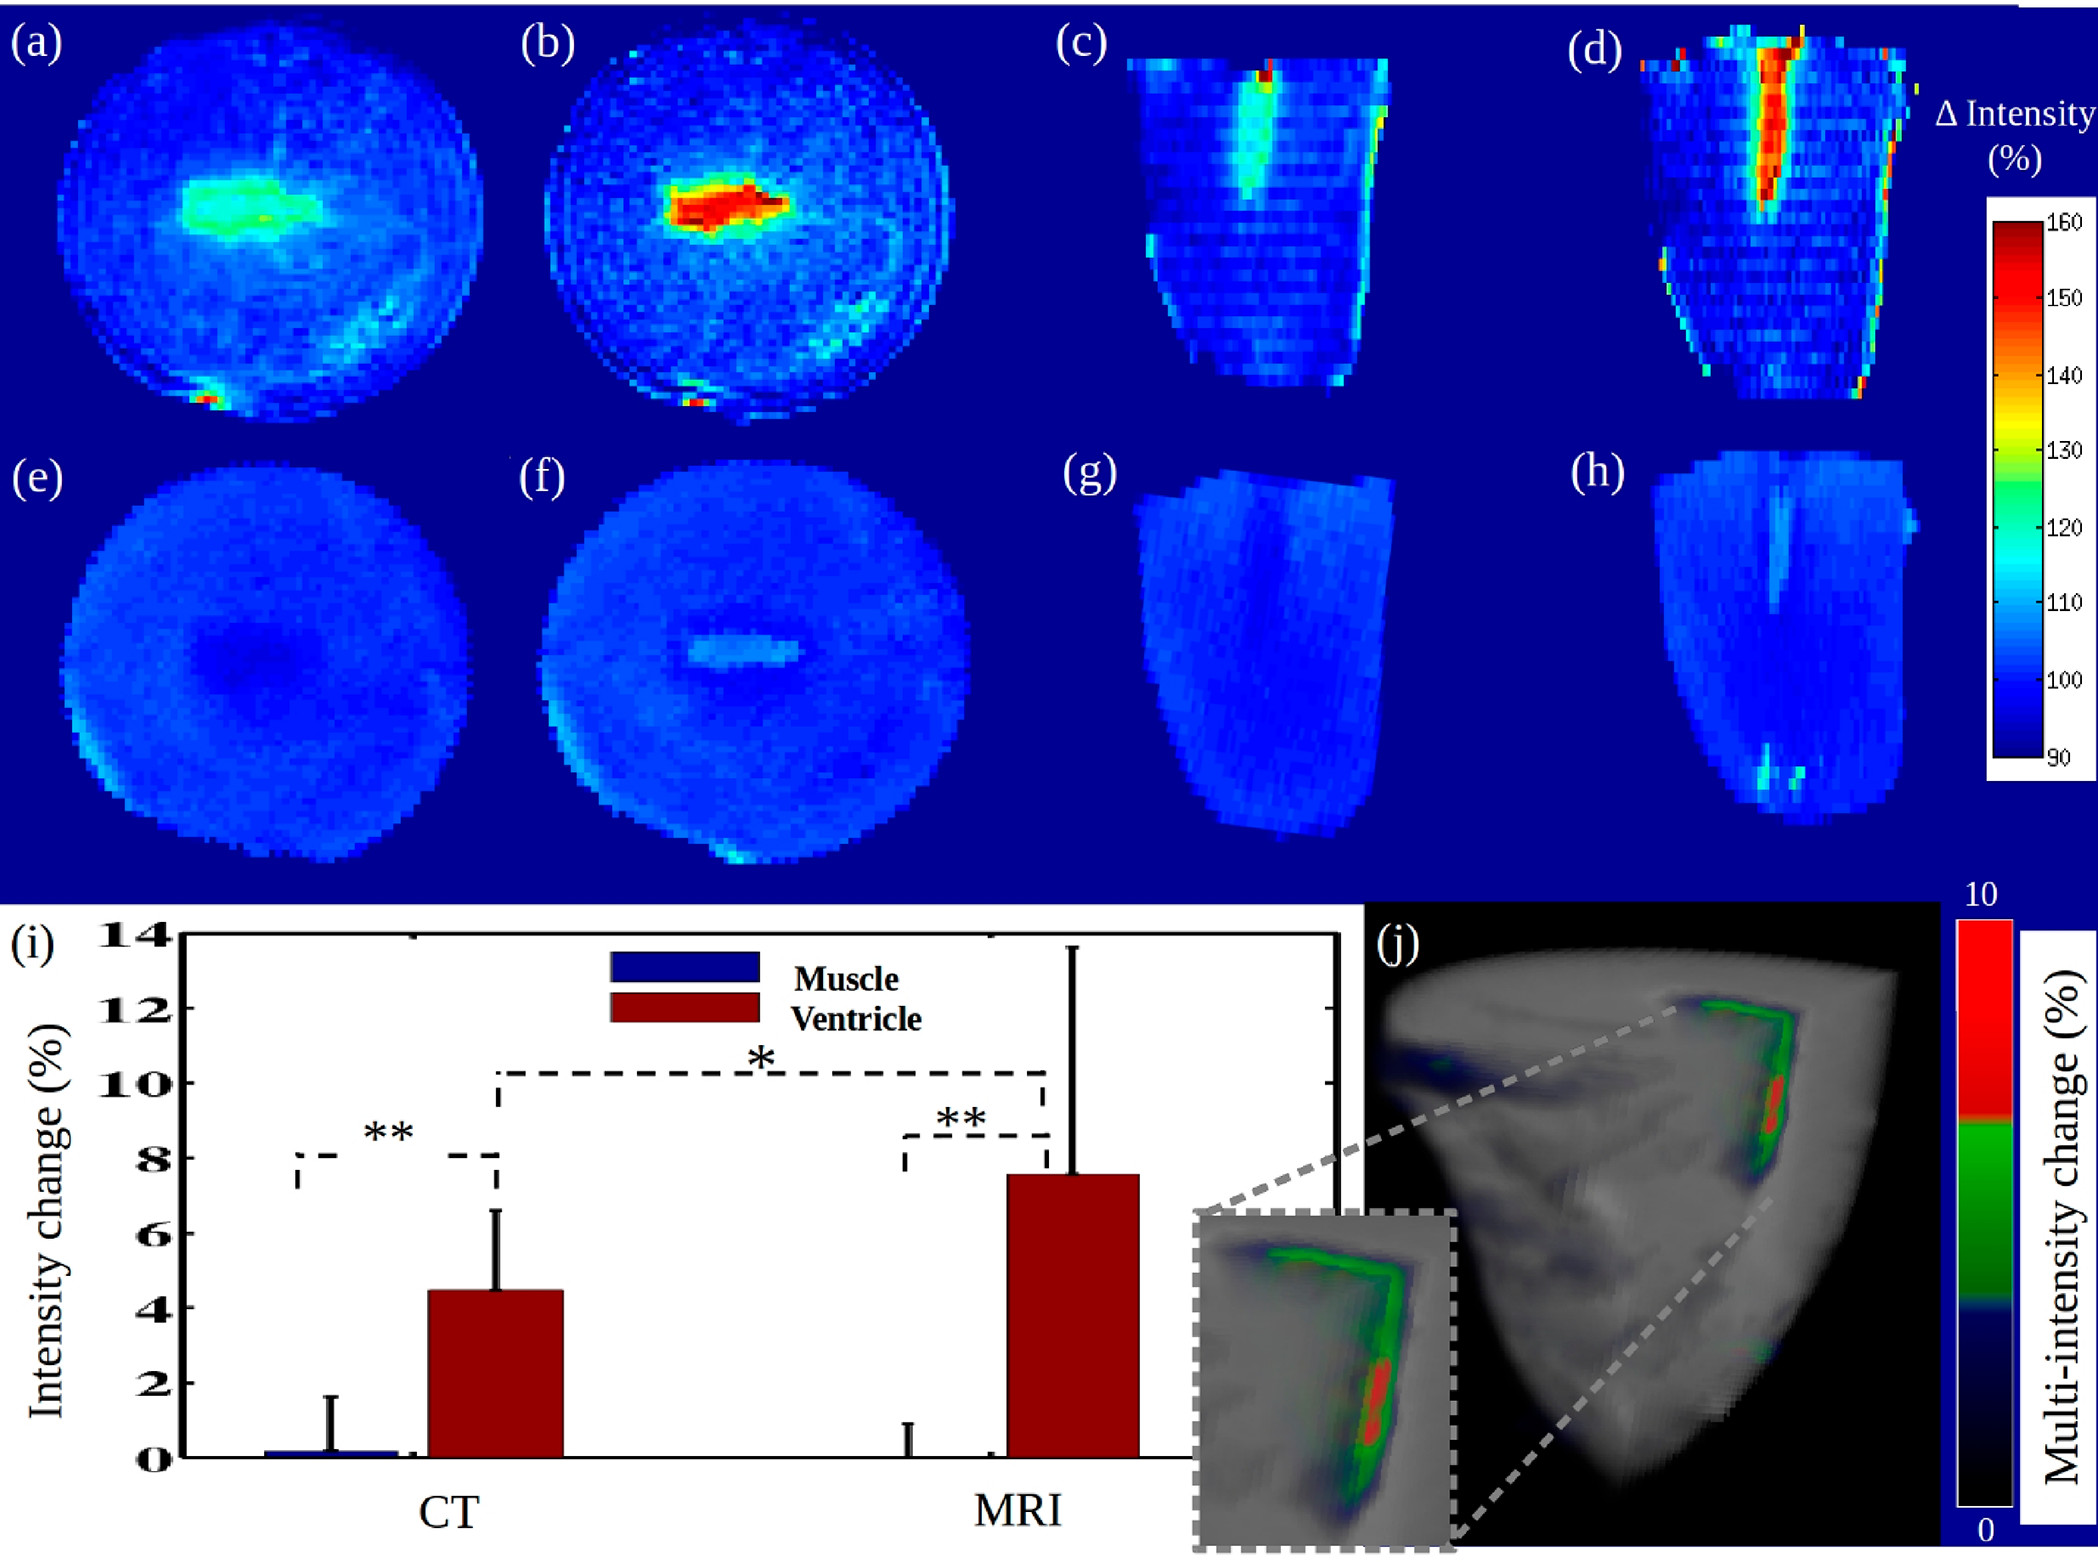 (a)
(b)
(c)
(d)
Δ Intensity
(%)
160
150
140
130
120
110
100
90
(e)
(f)
(g)
(h)
(i)
14
12
10
8
6
4
2
0
Intensity change (%)
Muscle
Ventricle
*
**
**
CT
MRI
(j)
10
0
Multi-intensity change (%)